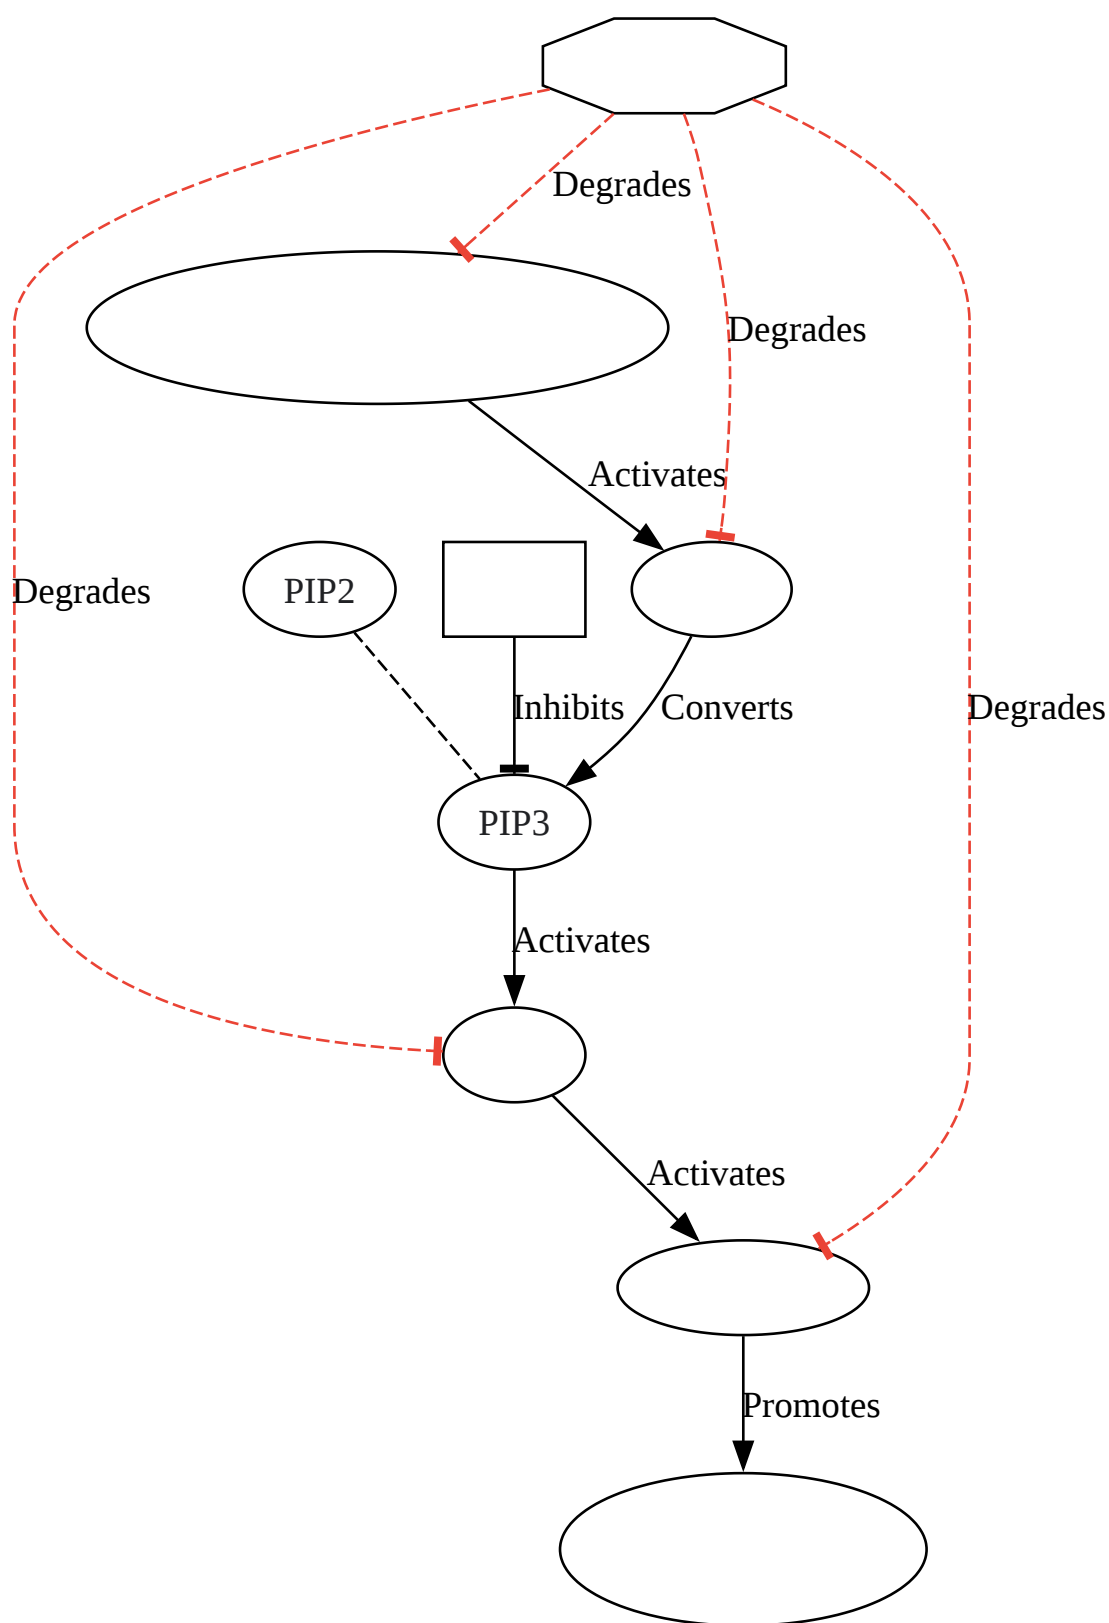 Degrades
Degrades
Activates
Degrades
PIP2
Inhibits
Converts
Degrades
PIP3
Activates
Activates
Promotes